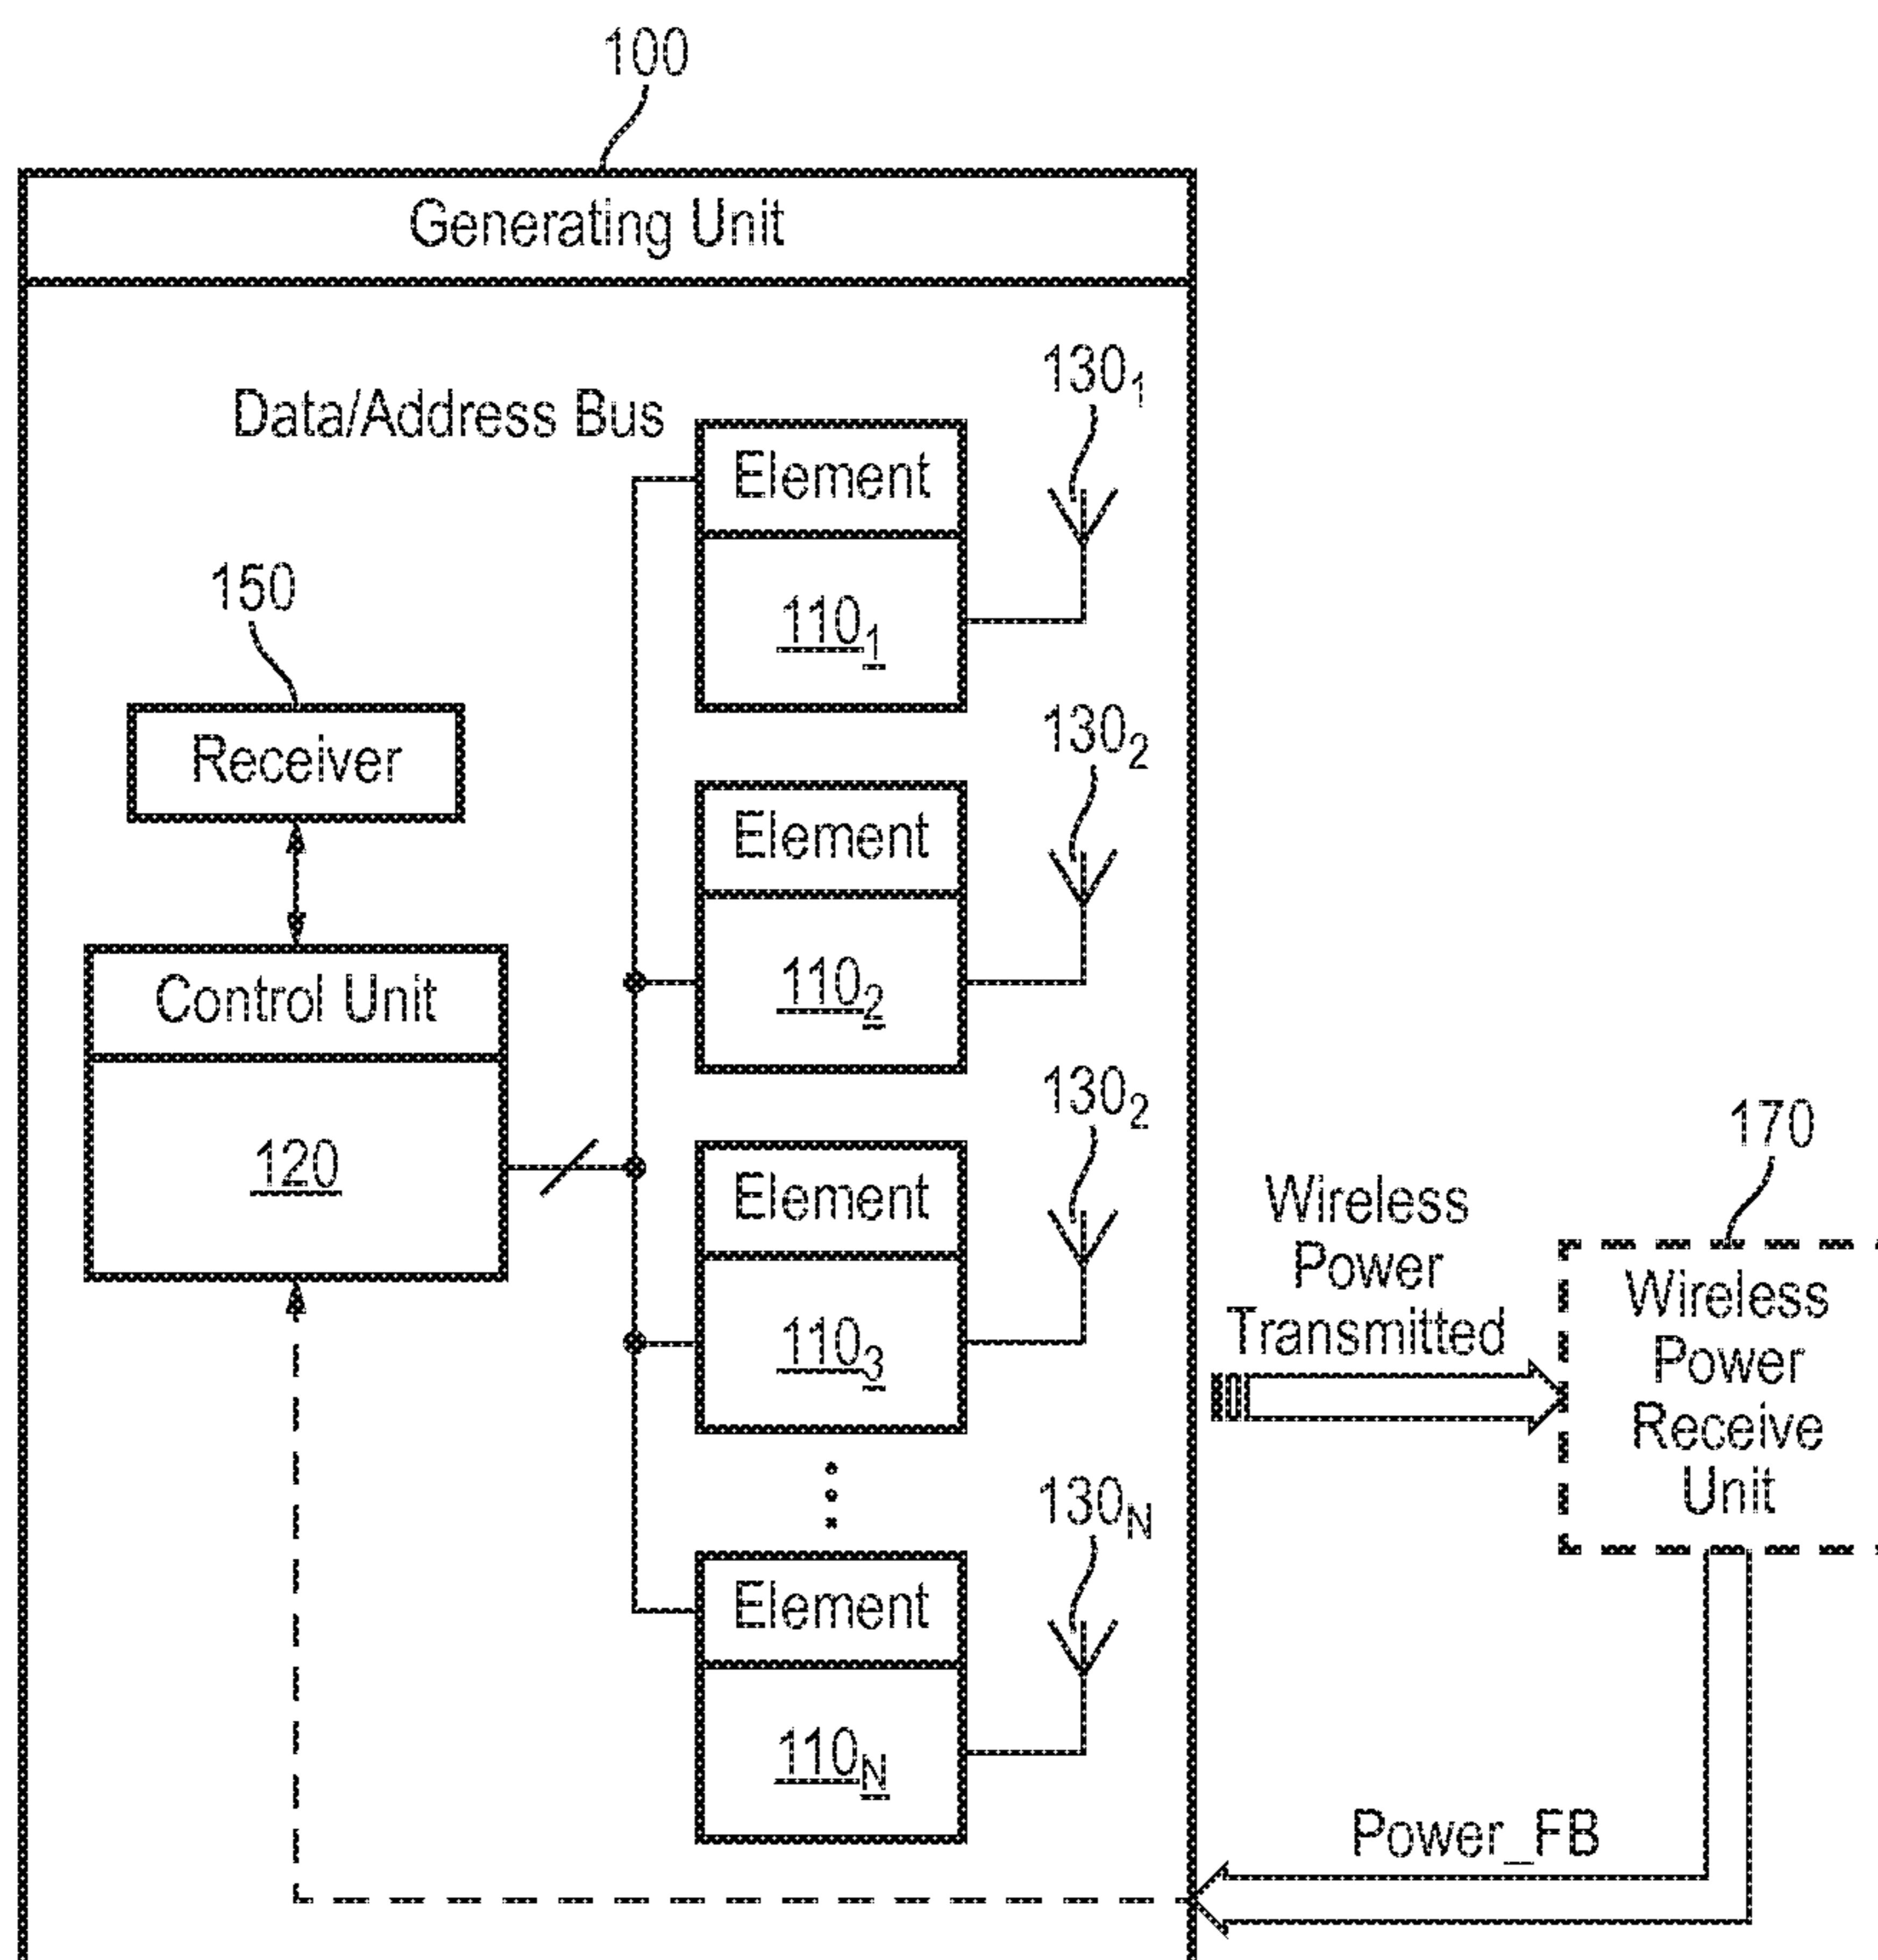 100
Generating Unit
Data/Address Bus
Element
130₁
110₁
150
Receiver
Element
130₂
110₂
Control Unit
120
Element
130₂
110₃
Element
130N
110N
Wireless
Power
Transmitted
170
Wireless
Power
Receive
Unit
Power_FB